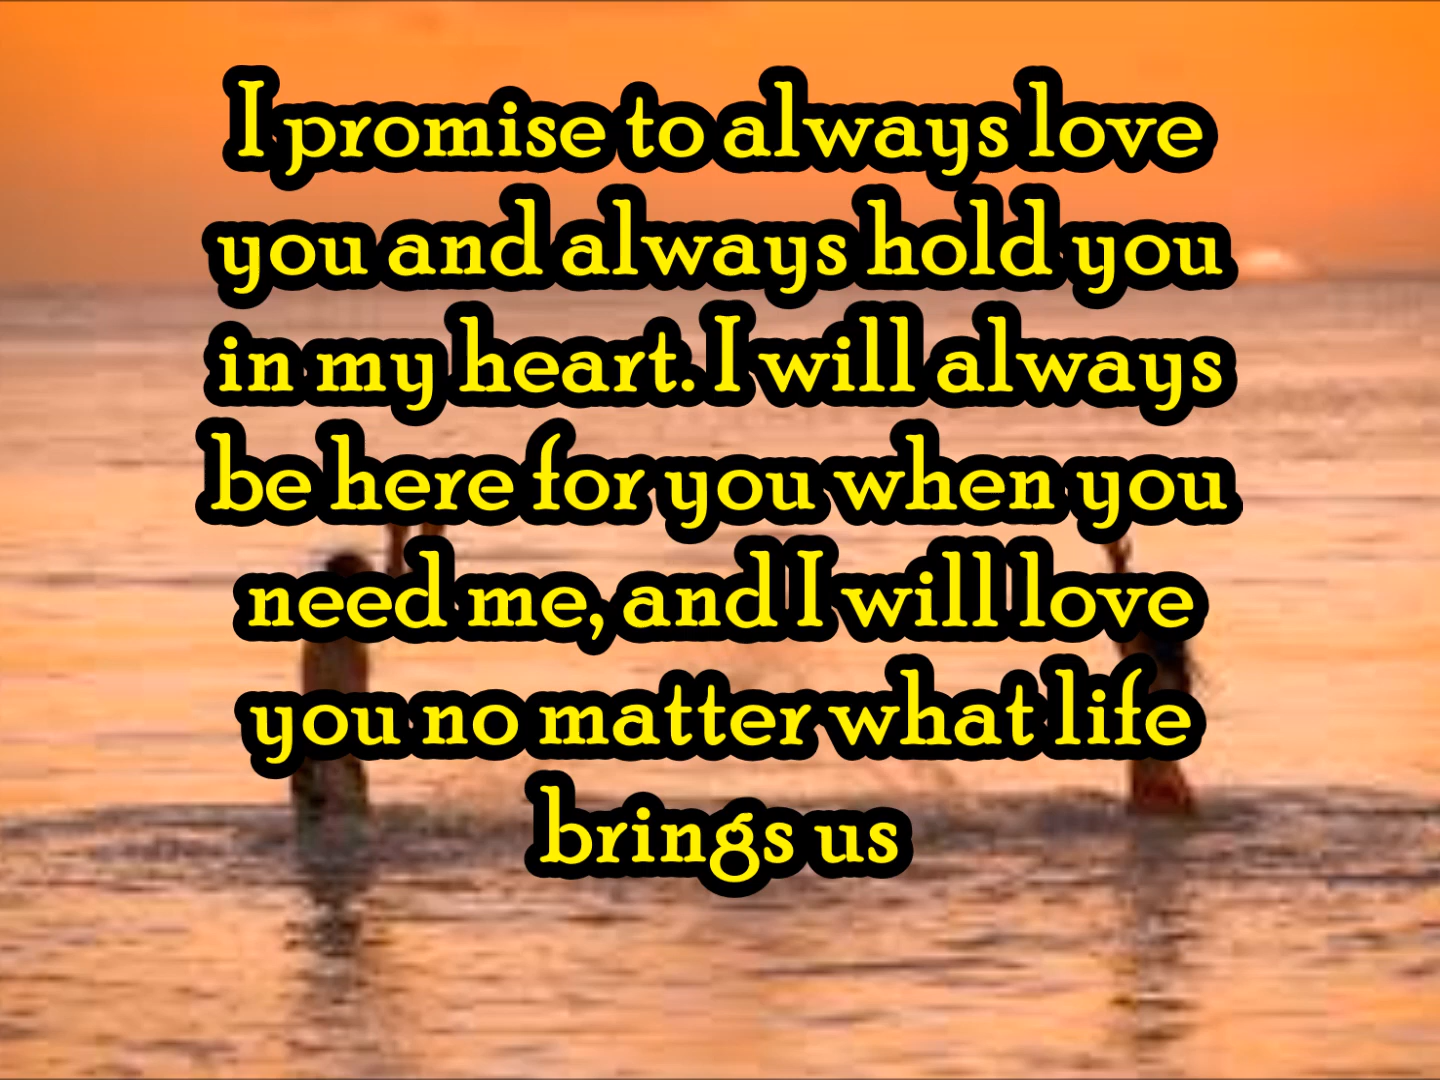 I promise to always love
you and always hold you
in my heart. I will always
be here for you when you
need me, and I will love
you no matter what life
brings us